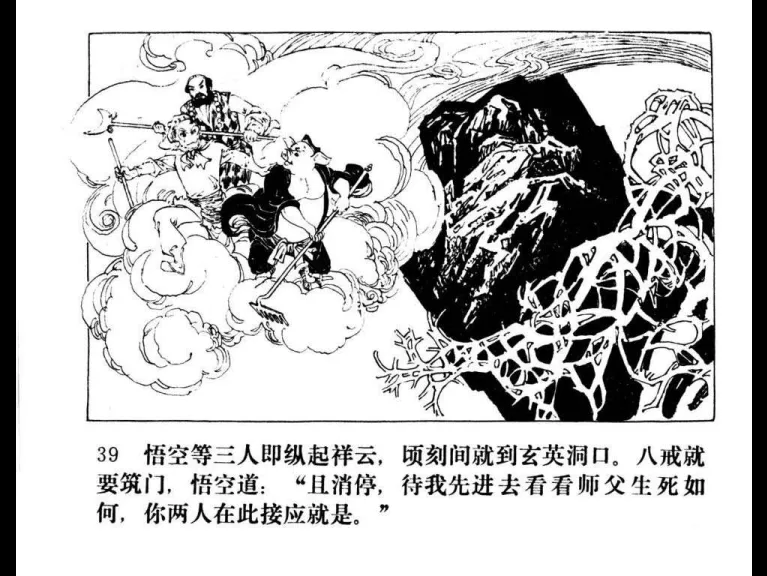 39 悟空等三人即纵起祥云，顷刻间就到玄英洞口。八戒就
要筑门，悟空道：“且消停，待我先进去看看师父生死如
何，你两人在此接应就是。”